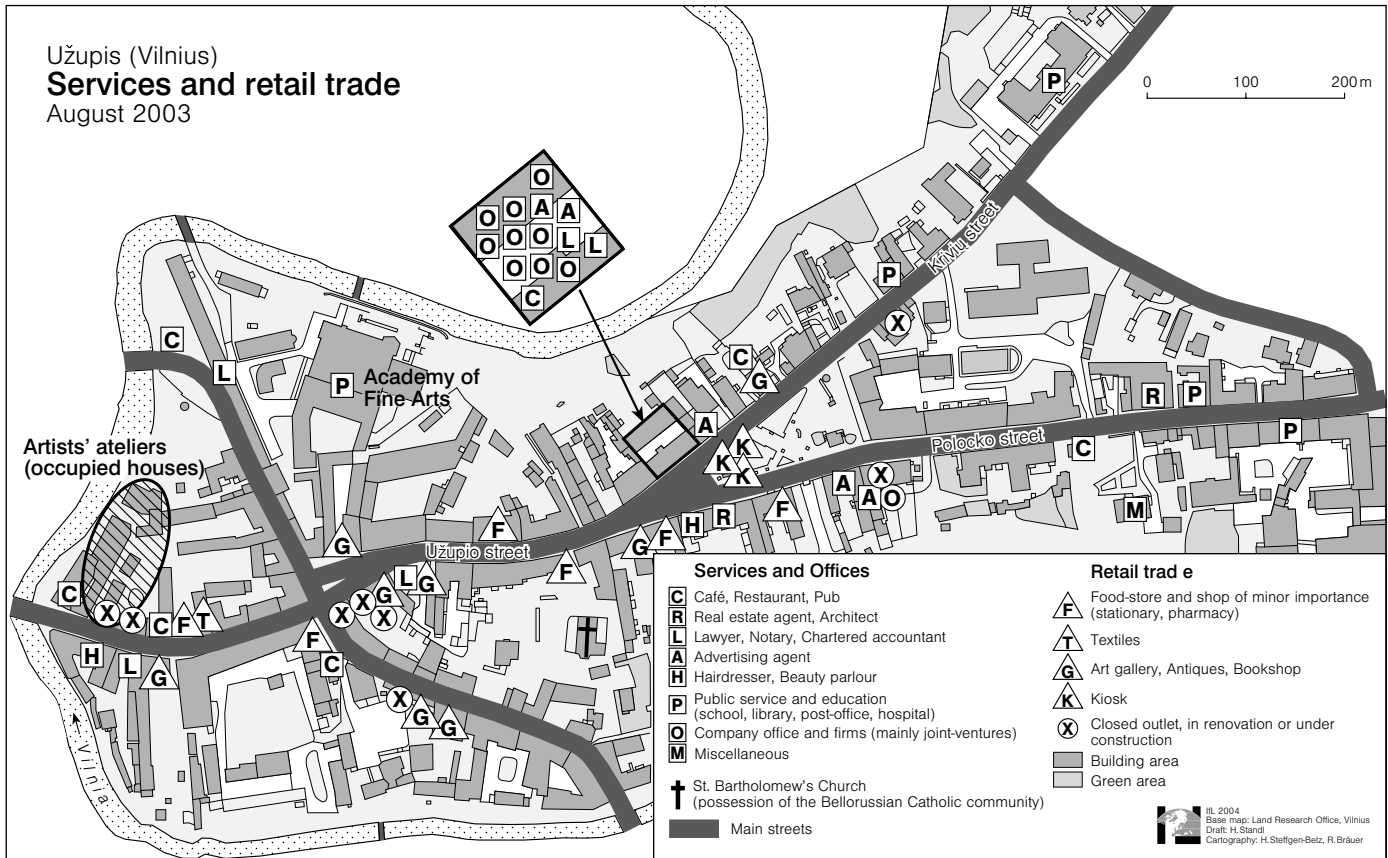 Užupis (Vilnius)
Services and retail trade
August 2003
0 100 200 m
P
O
O O A A
O O O L L
O O O
C
Kriviu street
P
X
C
L
P
Academy of
Fine Arts
C
G
A
R P
Artists' ateliers
(occupied houses)
K
K K
Polocko street
C
P
A
X
A O
M
G
F
Užupio street
H R F
G F
F
L G
G
X X X
C
X X
C F T
H L G
F
C
X
G G
Vilnia
Services and Offices
C Café, Restaurant, Pub
R Real estate agent, Architect
L Lawyer, Notary, Chartered accountant
A Advertising agent
H Hairdresser, Beauty parlour
P Public service and education
(school, library, post-office, hospital)
O Company office and firms (mainly joint-ventures)
M Miscellaneous
St. Bartholomew's Church
(possession of the Bellorussian Catholic community)
Main streets
Retail trad e
F Food-store and shop of minor importance
(stationary, pharmacy)
T Textiles
G Art gallery, Antiques, Bookshop
K Kiosk
X Closed outlet, in renovation or under
construction
Building area
Green area
IfL 2004
Base map: Land Research Office, Vilnius
Draft: H.Standl
Cartography: H.Steffgen-Belz, R.Bräuer